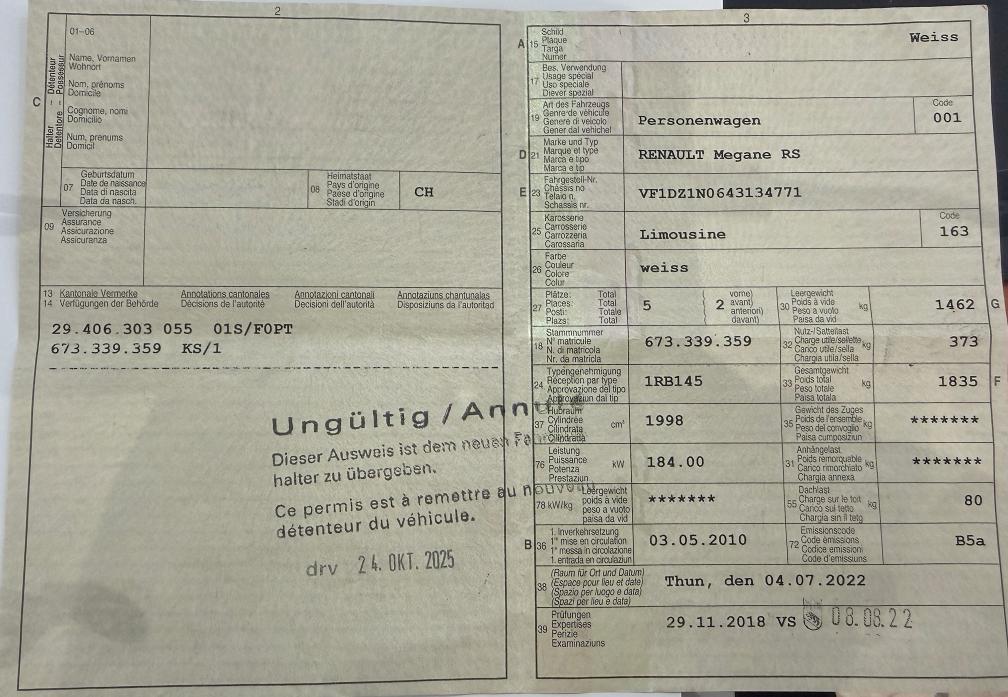 2
01-06
Halter
Détenteur
Detentore
Possessur
C
Name, Vornamen
Wohnort
Nom, prénoms
Domicile
Cognome, nomi
Domicilio
Num, prenums
Domicil
07
Geburtsdatum
Date de naissance
Data di nascita
Data da nasch.
08
Heimatstaat
Pays d'origine
Paese d'origine
Stadi d'origin
CH
09
Versicherung
Assurance
Assicurazione
Assicuranza
13 Kantonale Vermerke Annotations cantonales Annotazioni cantonali Annotaziuns chantunales
14 Verfügungen der Behörde Décisions de l'autorité Decisioni dell'autorità Disposiziuns da l'autoritad
29.406.303 055 01S/F0PT
673.339.359 KS/1
Ungültig / Annulé
Dieser Ausweis ist dem neuen
halter zu übergeben.
Ce permis est à remettre au nouveau
détenteur du véhicule.
drv 24. OKT. 2025
3
A 15
Schild
Plaque
Targa
Numer
Weiss
17
Bes. Verwendung
Usage spécial
Uso speciale
Diever spezial
19
Art des Fahrzeugs
Genre de véhicule
Genere di veicolo
Gener dal vehichel
Personenwagen
Code
001
D 21
Marke und Typ
Marque et type
Marca e tipo
Marca e tip
RENAULT Megane RS
E 23
Fahrgestell-Nr.
Châssis no
Telaio n.
Schassis nr.
VF1DZ1N0643134771
25
Karosserie
Carrosserie
Carrozzeria
Carossaria
Limousine
Code
163
26
Farbe
Couleur
Colore
Colur
weiss
27
Plätze: Total
Places: Total
Posti: Totale
Plazs: Total
5
2
vorne)
avant)
anteriori)
davant)
30
Leergewicht
Poids à vide
Peso a vuoto
Paisa da vid
kg
1462
G
18
Stammnummer
N° matricule
N. di matricola
Nr. da matricla
673.339.359
32
Nutz-/Sattellast
Charge utile/sellette
Carico utile/sella
Chargia utila/sella
kg
373
24
Typengenehmigung
Réception par type
Approvazione del tipo
Approvaziun dal tip
1RB145
33
Gesamtgewicht
Poids total
Peso totale
Paisa totala
kg
1835
F
37
Hubraum
Cylindrée
Cilindrata
Cilindrada
cm³
1998
35
Gewicht des Zuges
Poids de l'ensemble
Peso del convoglio
Paisa cumposiziun
kg
*******
76
Leistung
Puissance
Potenza
Prestaziun
kW
184.00
31
Anhängelast
Poids remorquable
Carico rimorchiato
Chargia annexa
kg
*******
78 kW/kg
Leergewicht
poids à vide
peso a vuoto
paisa da vid
*******
55
Dachlast
Charge sur le toit
Carico sul tetto
Chargia sin il tetg
kg
80
B 36
1. Inverkehrsetzung
1re mise en circulation
1a messa in circolazione
1. entrada en circulaziun
03.05.2010
72
Emissionscode
Code émissions
Codice emissioni
Code d'emissiuns
B5a
38
(Raum für Ort und Datum)
(Espace pour lieu et date)
(Spazio per luogo e data)
(Spazi per lieu e data)
Thun, den 04.07.2022
39
Prüfungen
Expertises
Perizie
Examinaziuns
29.11.2018 VS
08.08.22